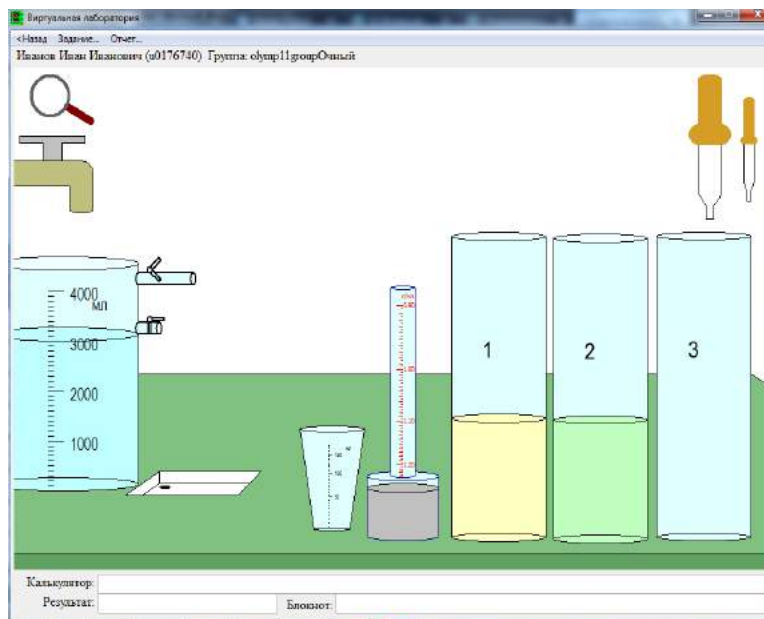 Виртуальная лаборатория
<Назад Задание... Отчет...
Иванов Иван Иванович (u0176740) Группа: olymp11groupОчный
4000
мл
3000
2000
1000
1
2
3
Калькулятор:
Результат:
Блокнот: